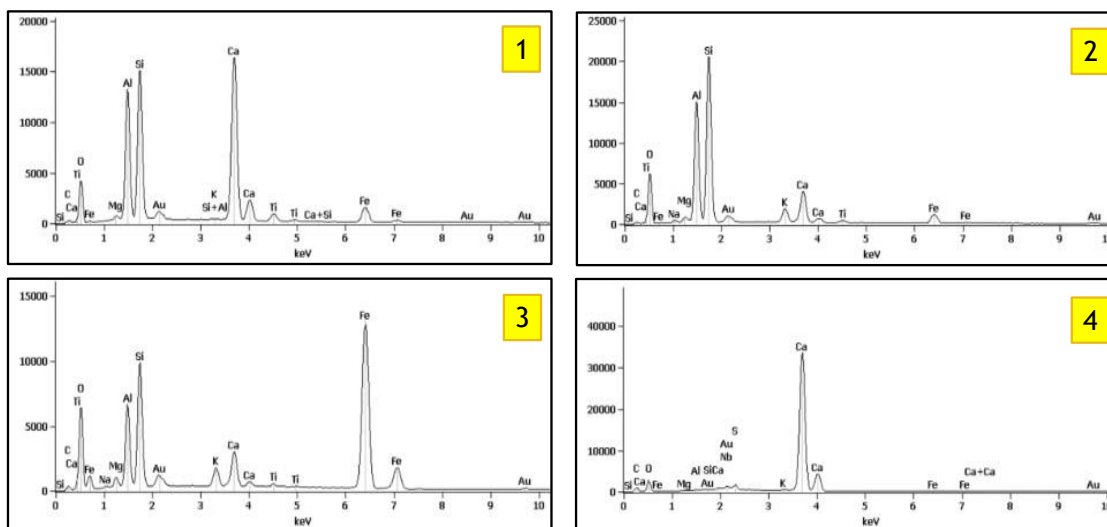 20000
15000
10000
5000
0
0 1 2 3 4 5 6 7 8 9 10
keV
1
Ca
Si
Al
O
Ti
C
Ca
Si
Fe
Mg
Au
K
Si+Al
Ca
Ti
Ti
Ca+Si
Fe
Fe
Au
Au
25000
20000
15000
10000
5000
0
0 1 2 3 4 5 6 7 8 9 10
keV
2
Si
Al
O
Ti
C
Ca
Si
Fe
Na
Mg
Au
K
Ca
Ca
Ti
Fe
Fe
Au
15000
10000
5000
0
0 1 2 3 4 5 6 7 8 9 10
keV
3
Fe
Si
Al
O
Ti
C
Ca
Si
Fe
Na
Mg
Au
K
Ca
Ca
Ti
Ti
Fe
Au
40000
30000
20000
10000
0
0 1 2 3 4 5 6 7 8 9 10
keV
4
Ca
S
Au
Nb
C O
Ca
Si
Fe
Al SiCa
Mg Au
K
Ca
Ca+Ca
Fe
Fe
Au